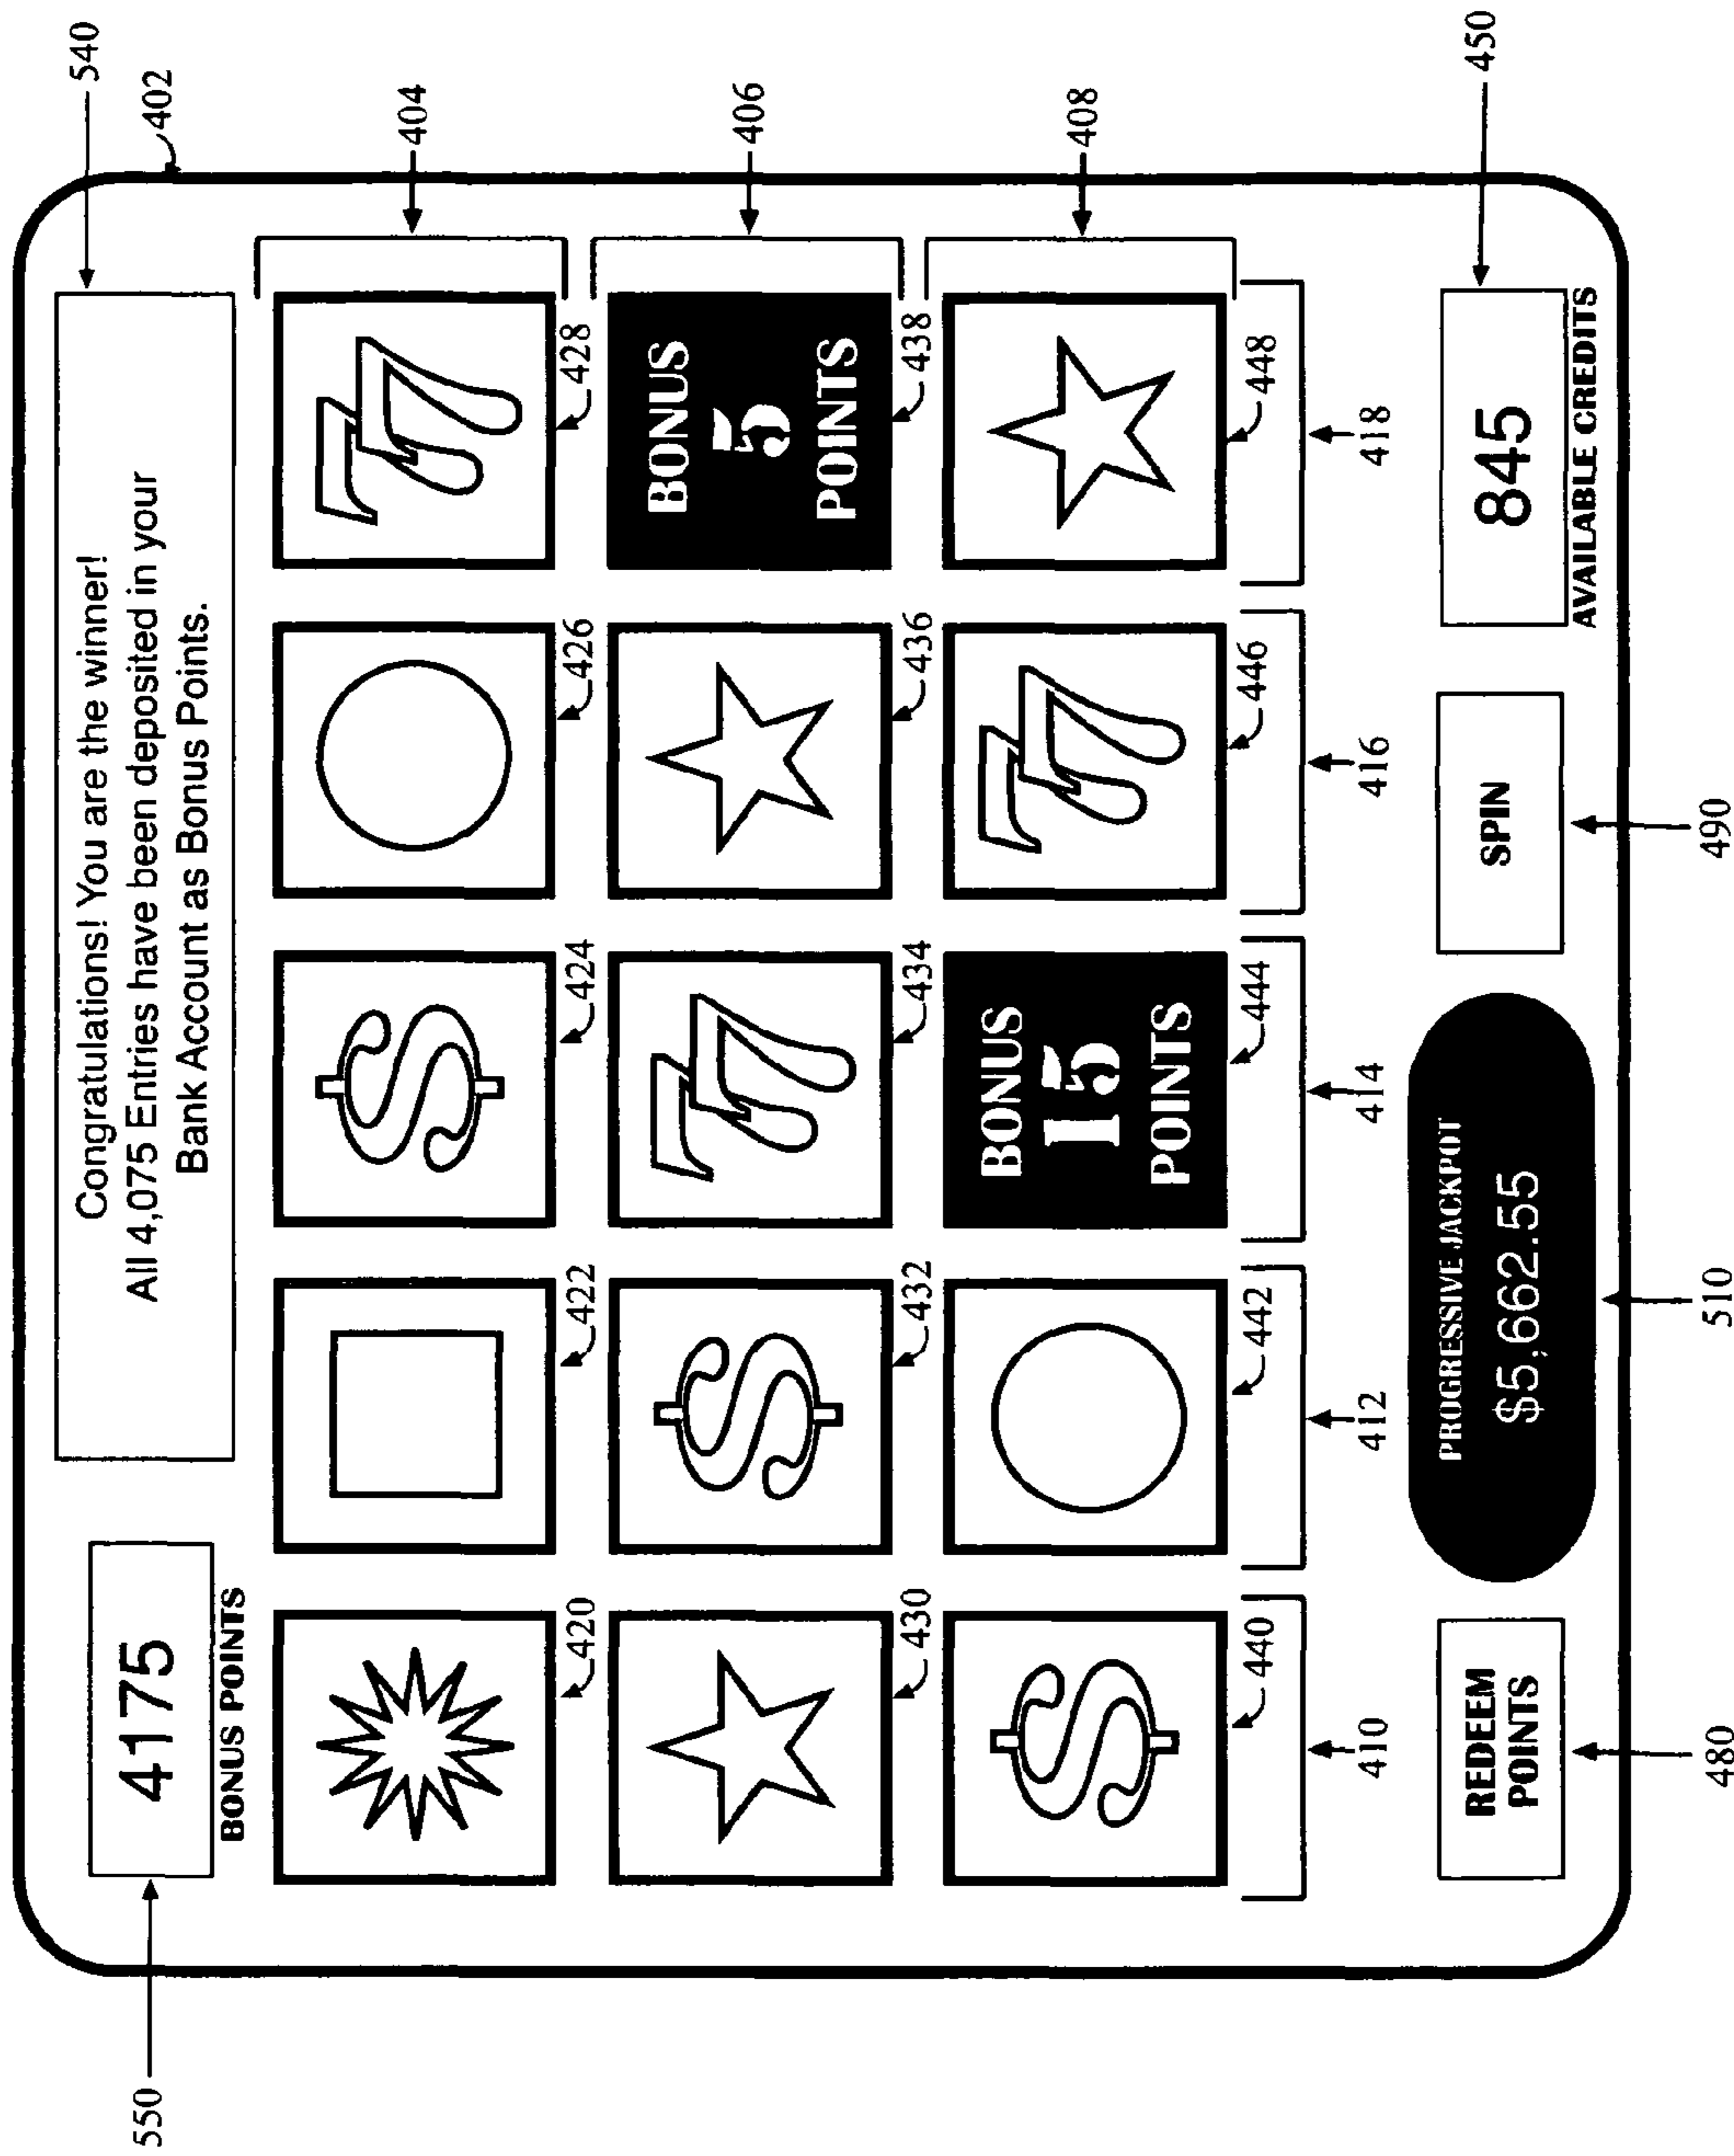 550
4175
BONUS POINTS
Congratulations! You are the winner!
All 4,075 Entries have been deposited in your
Bank Account as Bonus Points.
540
402
404
420
422
424
77
426
428
77
BONUS
5
POINTS
406
430
432
434
436
438
BONUS
15
POINTS
77
408
440
442
444
446
448
410
412
414
416
418
REDEEM
POINTS
PROGRESSIVE JACKPOT
$5,662.55
SPIN
845
AVAILABLE CREDITS
450
480
510
490